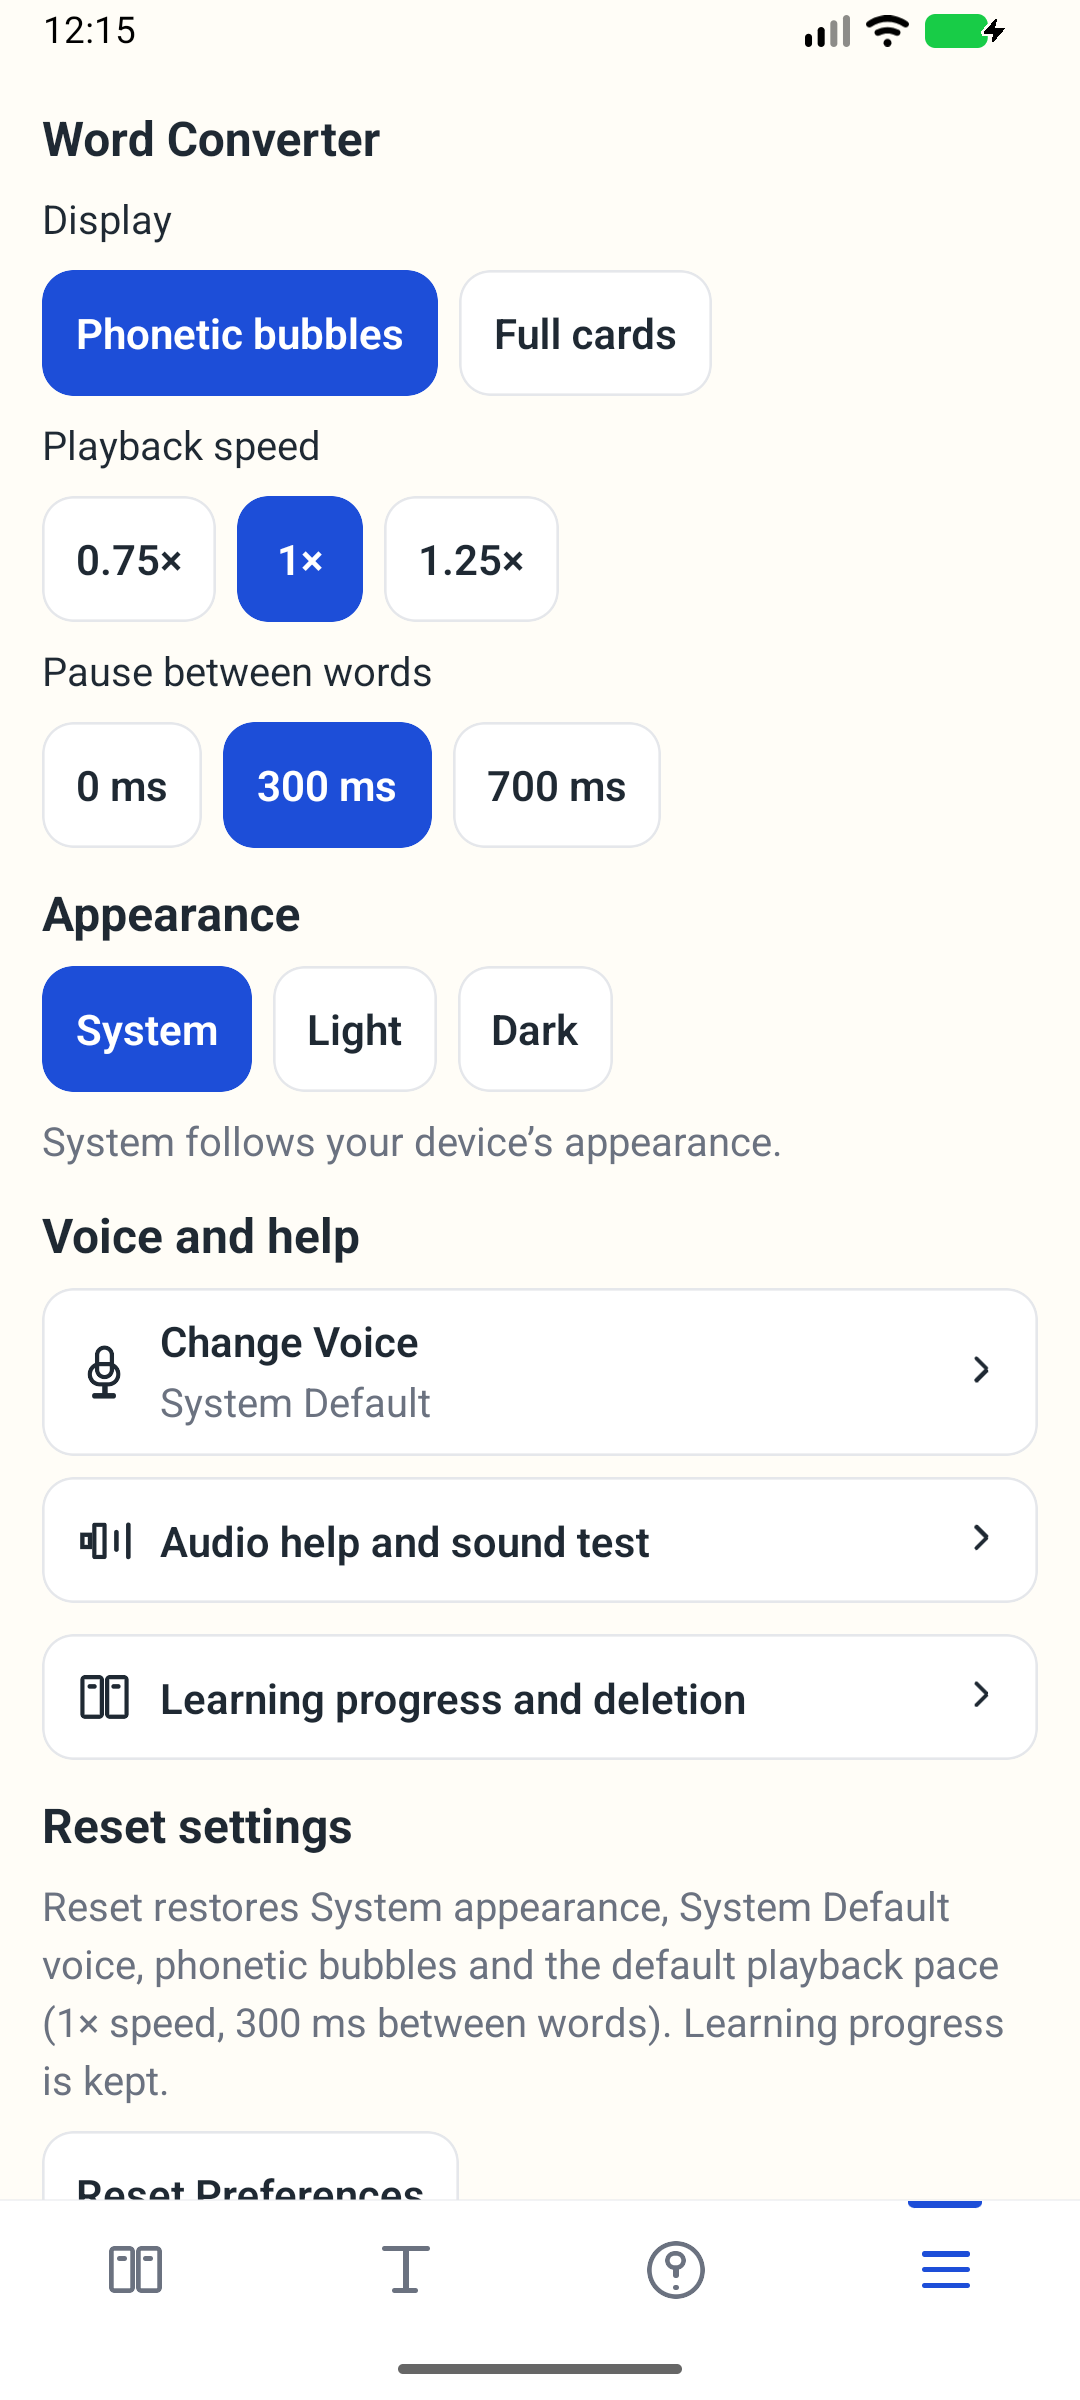 12:15
Word Converter
Display
Phonetic bubbles
Full cards
Playback speed
0.75×
1×
1.25×
Pause between words
0 ms
300 ms
700 ms
Appearance
System
Light
Dark
System follows your device’s appearance.
Voice and help
Change Voice
System Default
Audio help and sound test
Learning progress and deletion
Reset settings
Reset restores System appearance, System Default
voice, phonetic bubbles and the default playback pace
(1× speed, 300 ms between words). Learning progress
is kept.
Reset Preferences